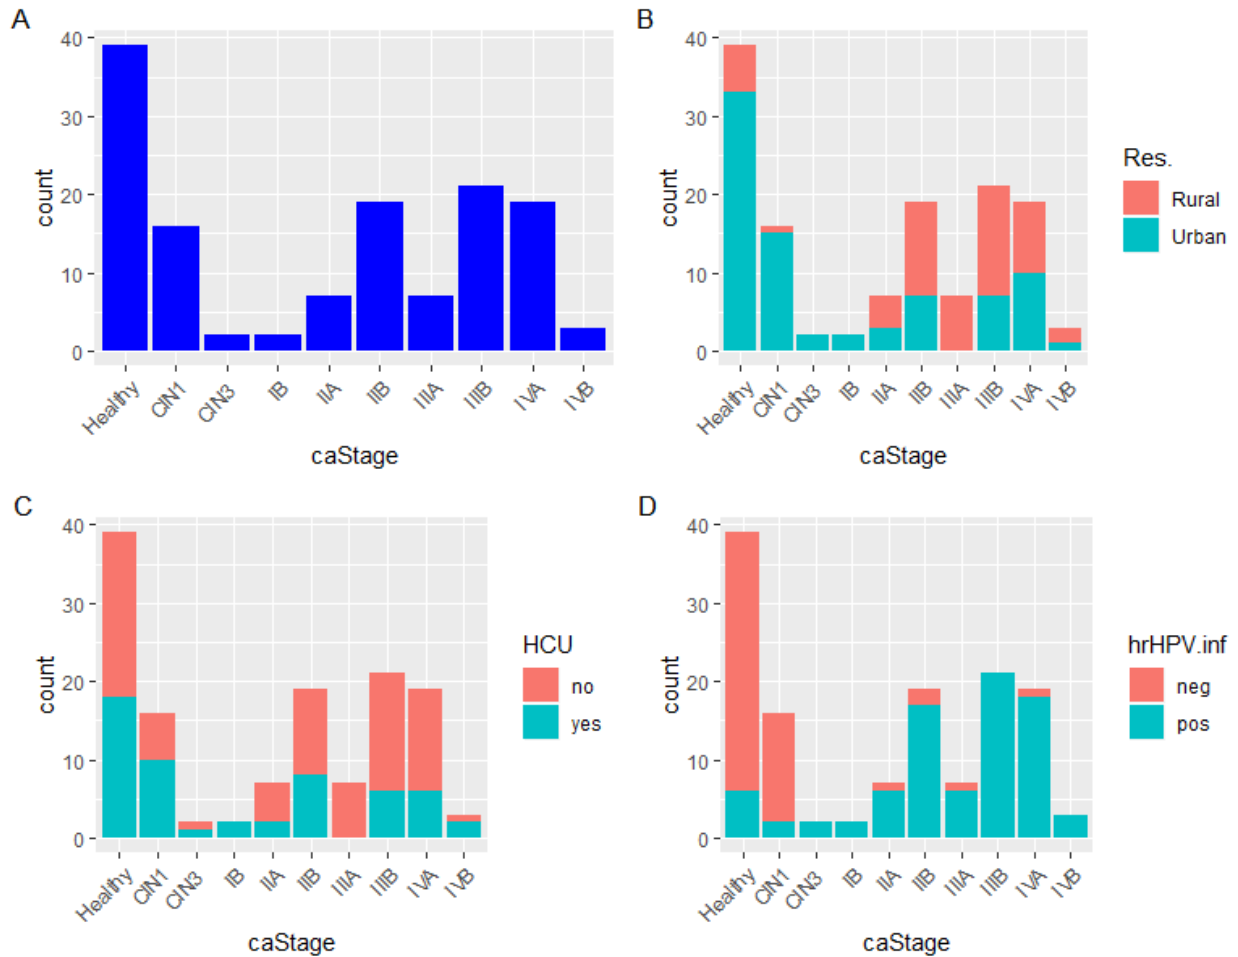 A
count
40
30
20
10
0
Healthy CIN1 CIN3 IB IIA IIB IIIA IIIB IVA IVB
caStage
B
count
40
30
20
10
0
Healthy CIN1 CIN3 IB IIA IIB IIIA IIIB IVA IVB
caStage
Res.
Rural
Urban
C
count
40
30
20
10
0
Healthy CIN1 CIN3 IB IIA IIB IIIA IIIB IVA IVB
caStage
HCU
no
yes
D
count
40
30
20
10
0
Healthy CIN1 CIN3 IB IIA IIB IIIA IIIB IVA IVB
caStage
hrHPV.inf
neg
pos